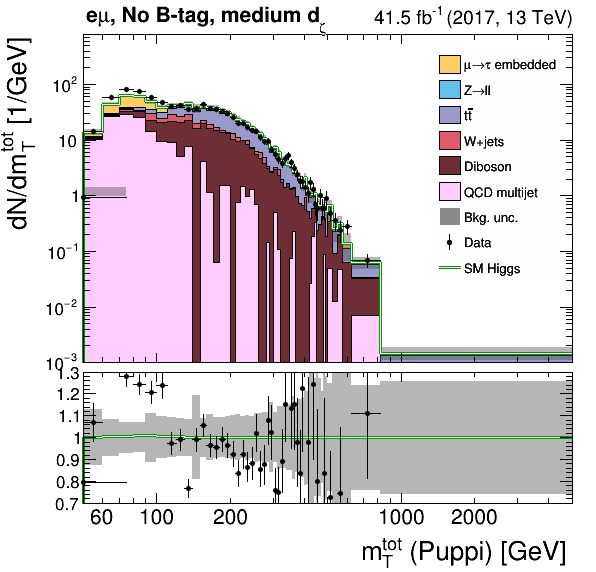 eμ, No B-tag, medium dζ
41.5 fb⁻¹ (2017, 13 TeV)
dN/dm_T^tot [1/GeV]
10²
10
1
10⁻¹
10⁻²
10⁻³
μ→τ embedded
Z→ll
tt̄
W+jets
Diboson
QCD multijet
Bkg. unc.
Data
SM Higgs
1.3
1.2
1.1
1
0.9
0.8
0.7
60 100 200 1000 2000
m_T^tot (Puppi) [GeV]